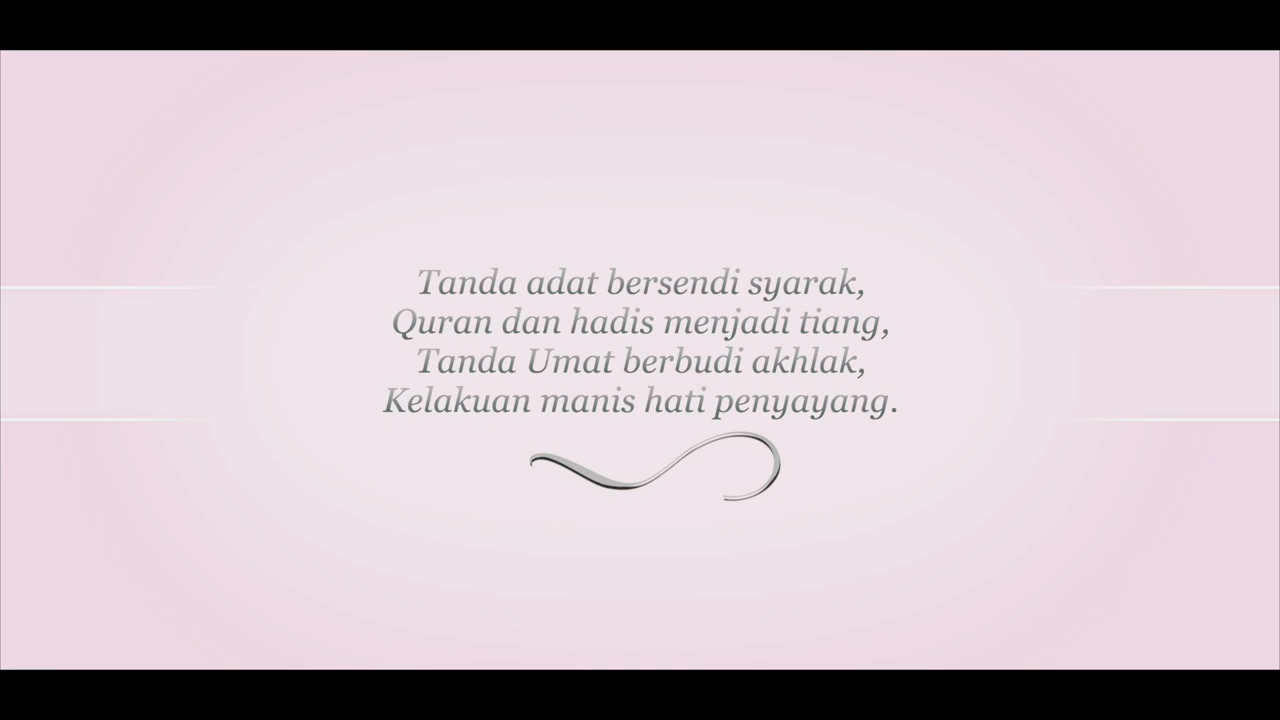 Tanda adat bersendi syarak,
Quran dan hadis menjadi tiang,
Tanda Umat berbudi akhlak,
Kelakuan manis hati penyayang.